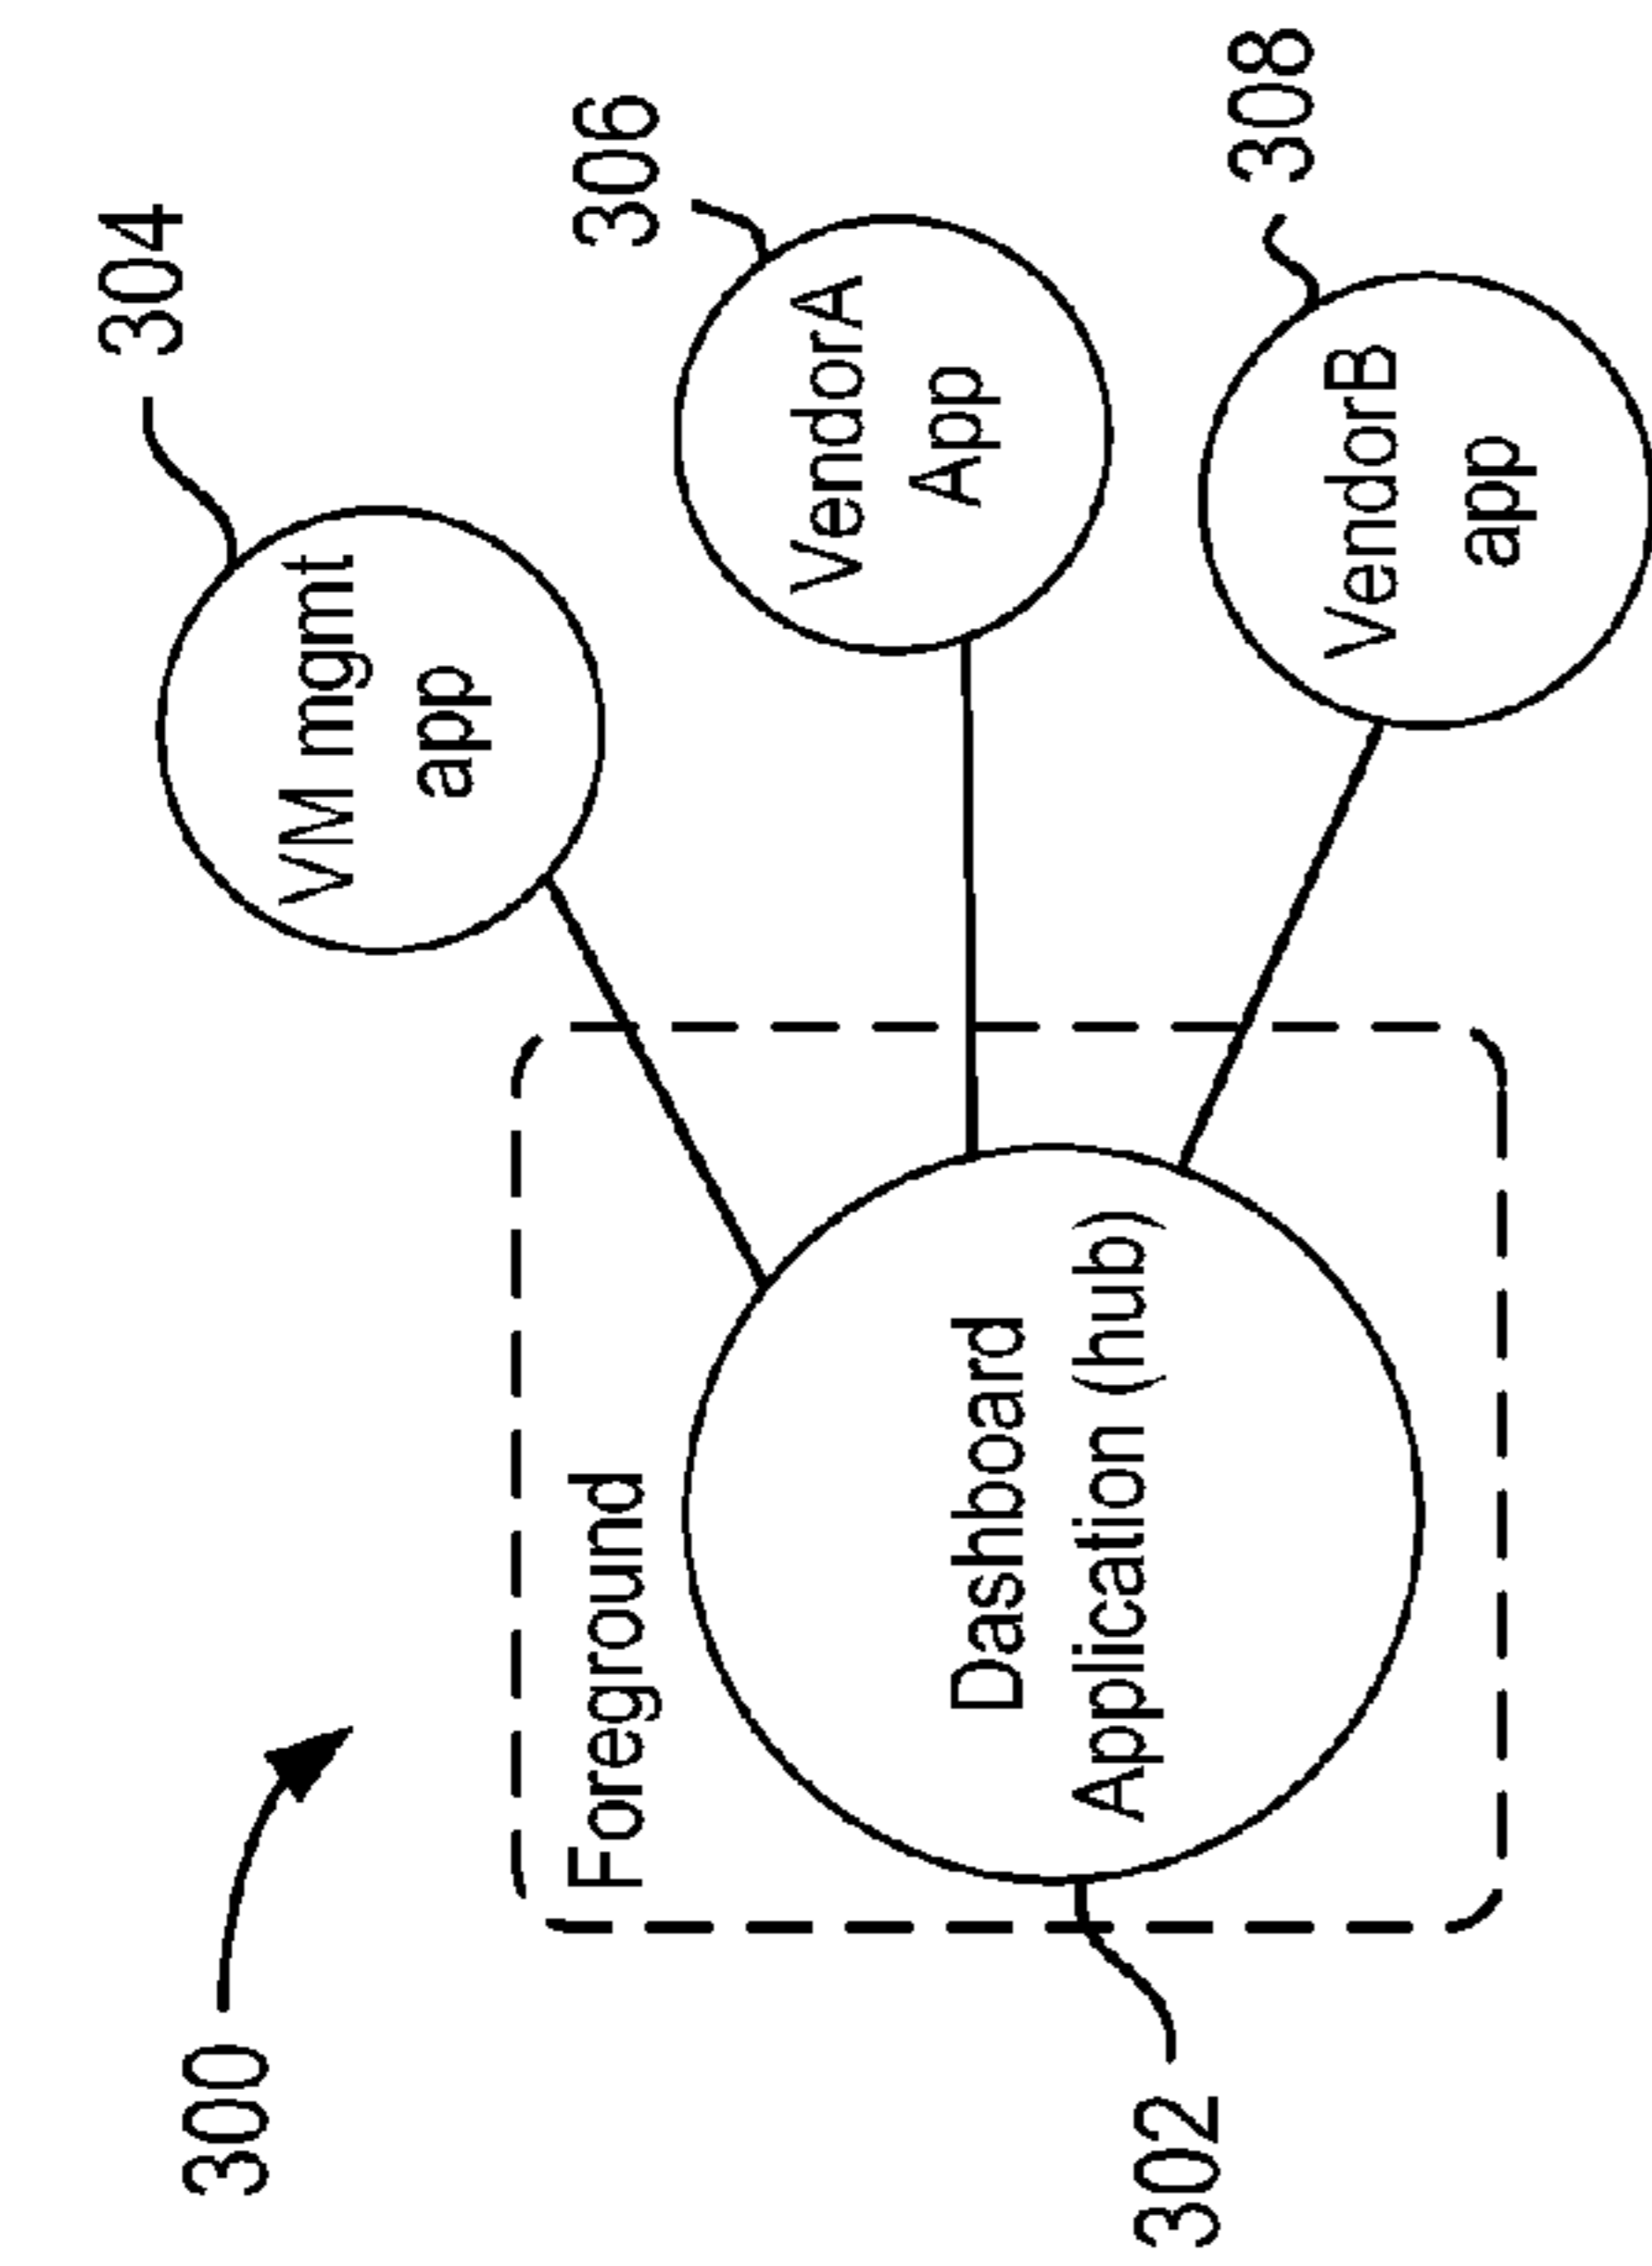 300
304
VM mgmt
app
306
VendorA
App
Foreground
Dashboard
Application (hub)
302
VendorB
app
308